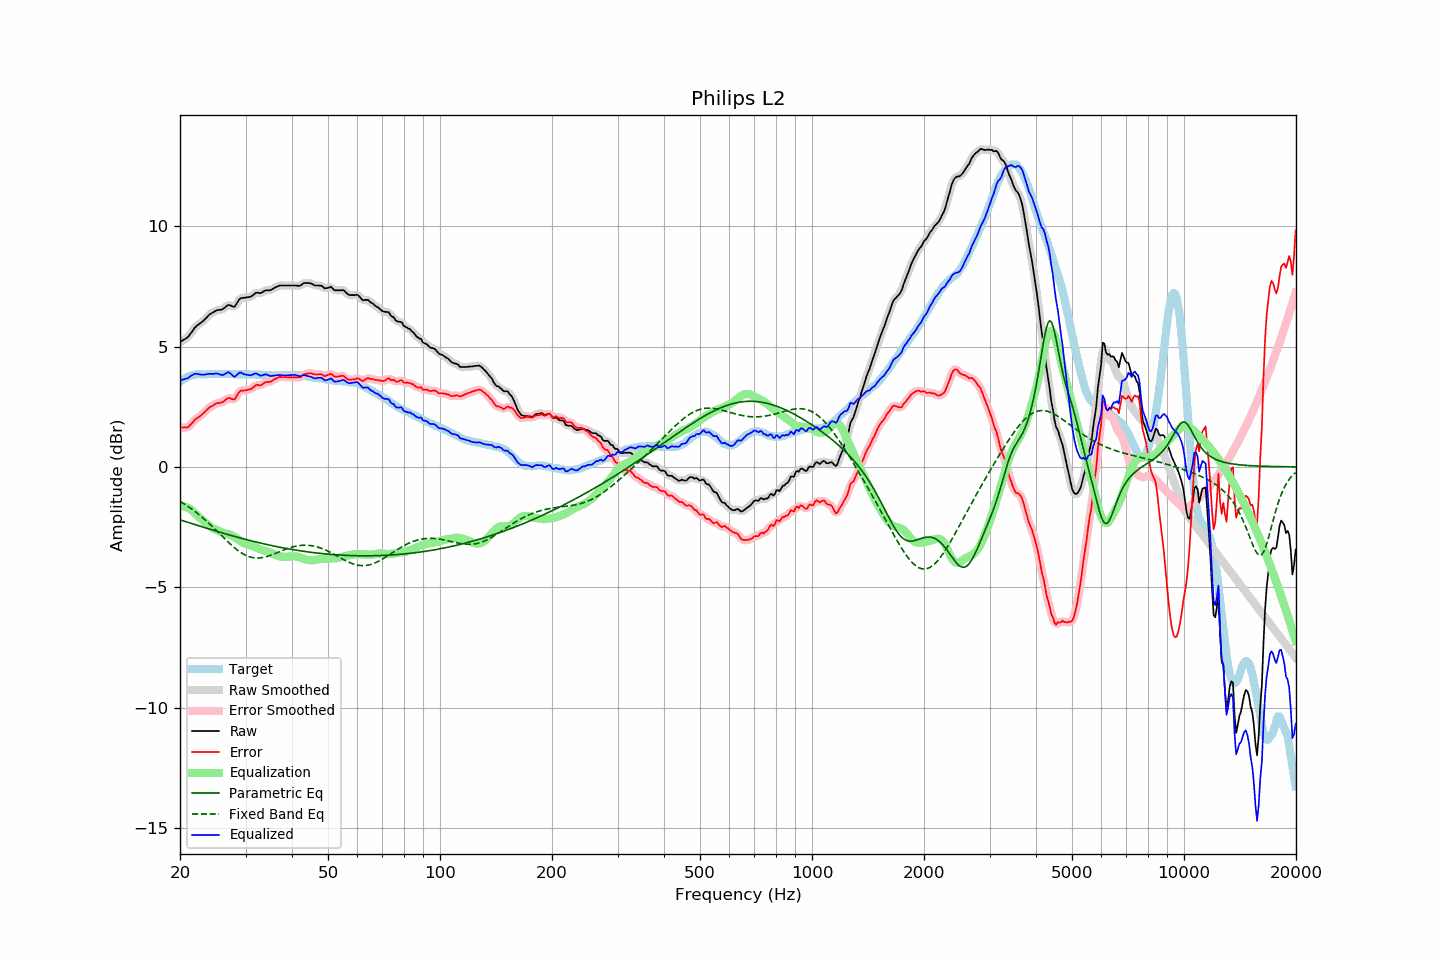 Philips L2
Amplitude (dBr)
10
5
0
−5
−10
−15
Target
Raw Smoothed
Error Smoothed
Raw
Error
Equalization
Parametric Eq
Fixed Band Eq
Equalized
20 50 100 200 500 1000 2000 5000 10000 20000
Frequency (Hz)